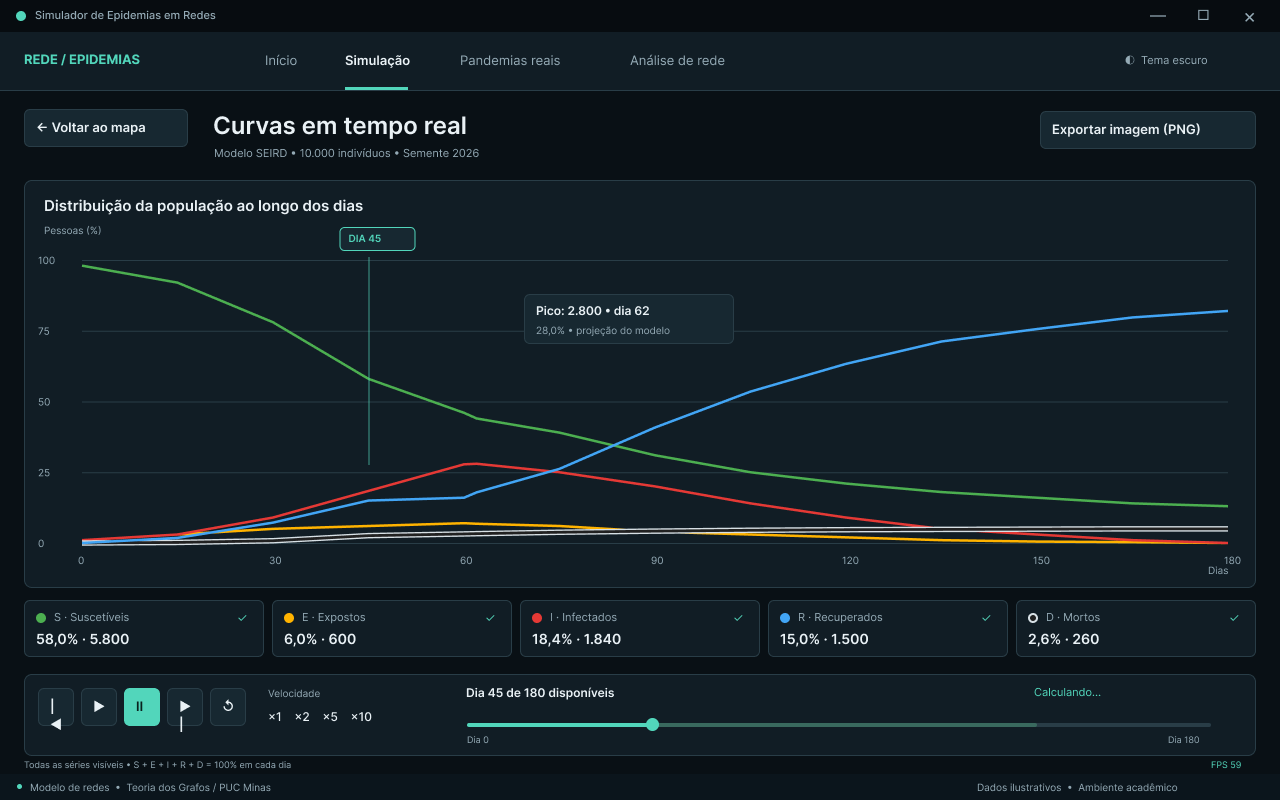 Simulador de Epidemias em Redes
REDE / EPIDEMIAS
Início
Simulação
Pandemias reais
Análise de rede
Tema escuro
← Voltar ao mapa
Curvas em tempo real
Modelo SEIRD • 10.000 indivíduos • Semente 2026
Exportar imagem (PNG)
Distribuição da população ao longo dos dias
Pessoas (%)
DIA 45
Pico: 2.800 • dia 62
28,0% • projeção do modelo
100
75
50
25
0
0
30
60
90
120
150
180
Dias
S · Suscetíveis
58,0% · 5.800
E · Expostos
6,0% · 600
I · Infectados
18,4% · 1.840
R · Recuperados
15,0% · 1.500
D · Mortos
2,6% · 260
Velocidade
×1 ×2 ×5 ×10
Dia 45 de 180 disponíveis
Calculando...
Dia 0
Dia 180
Todas as séries visíveis • S + E + I + R + D = 100% em cada dia
FPS 59
Modelo de redes • Teoria dos Grafos / PUC Minas
Dados ilustrativos • Ambiente acadêmico